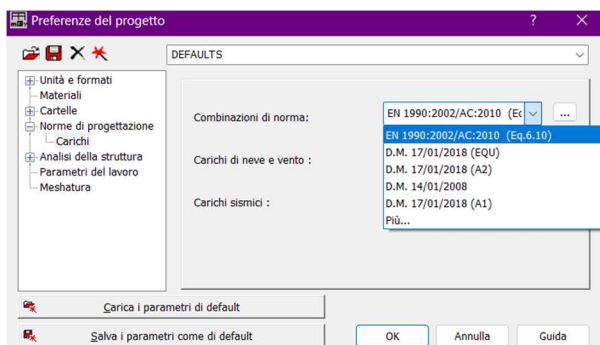 Preferenze del progetto
?
DEFAULTS
Unità e formati
Materiali
Cartelle
Norme di progettazione
Carichi
Analisi della struttura
Parametri del lavoro
Meshatura
Combinazioni di norma:
EN 1990:2002/AC:2010 (Ec
...
EN 1990:2002/AC:2010 (Eq.6.10)
D.M. 17/01/2018 (EQU)
Carichi di neve e vento :
D.M. 17/01/2018 (A2)
D.M. 14/01/2008
Carichi sismici :
D.M. 17/01/2018 (A1)
Più...
Carica i parametri di default
Salva i parametri come di default
OK
Annulla
Guida